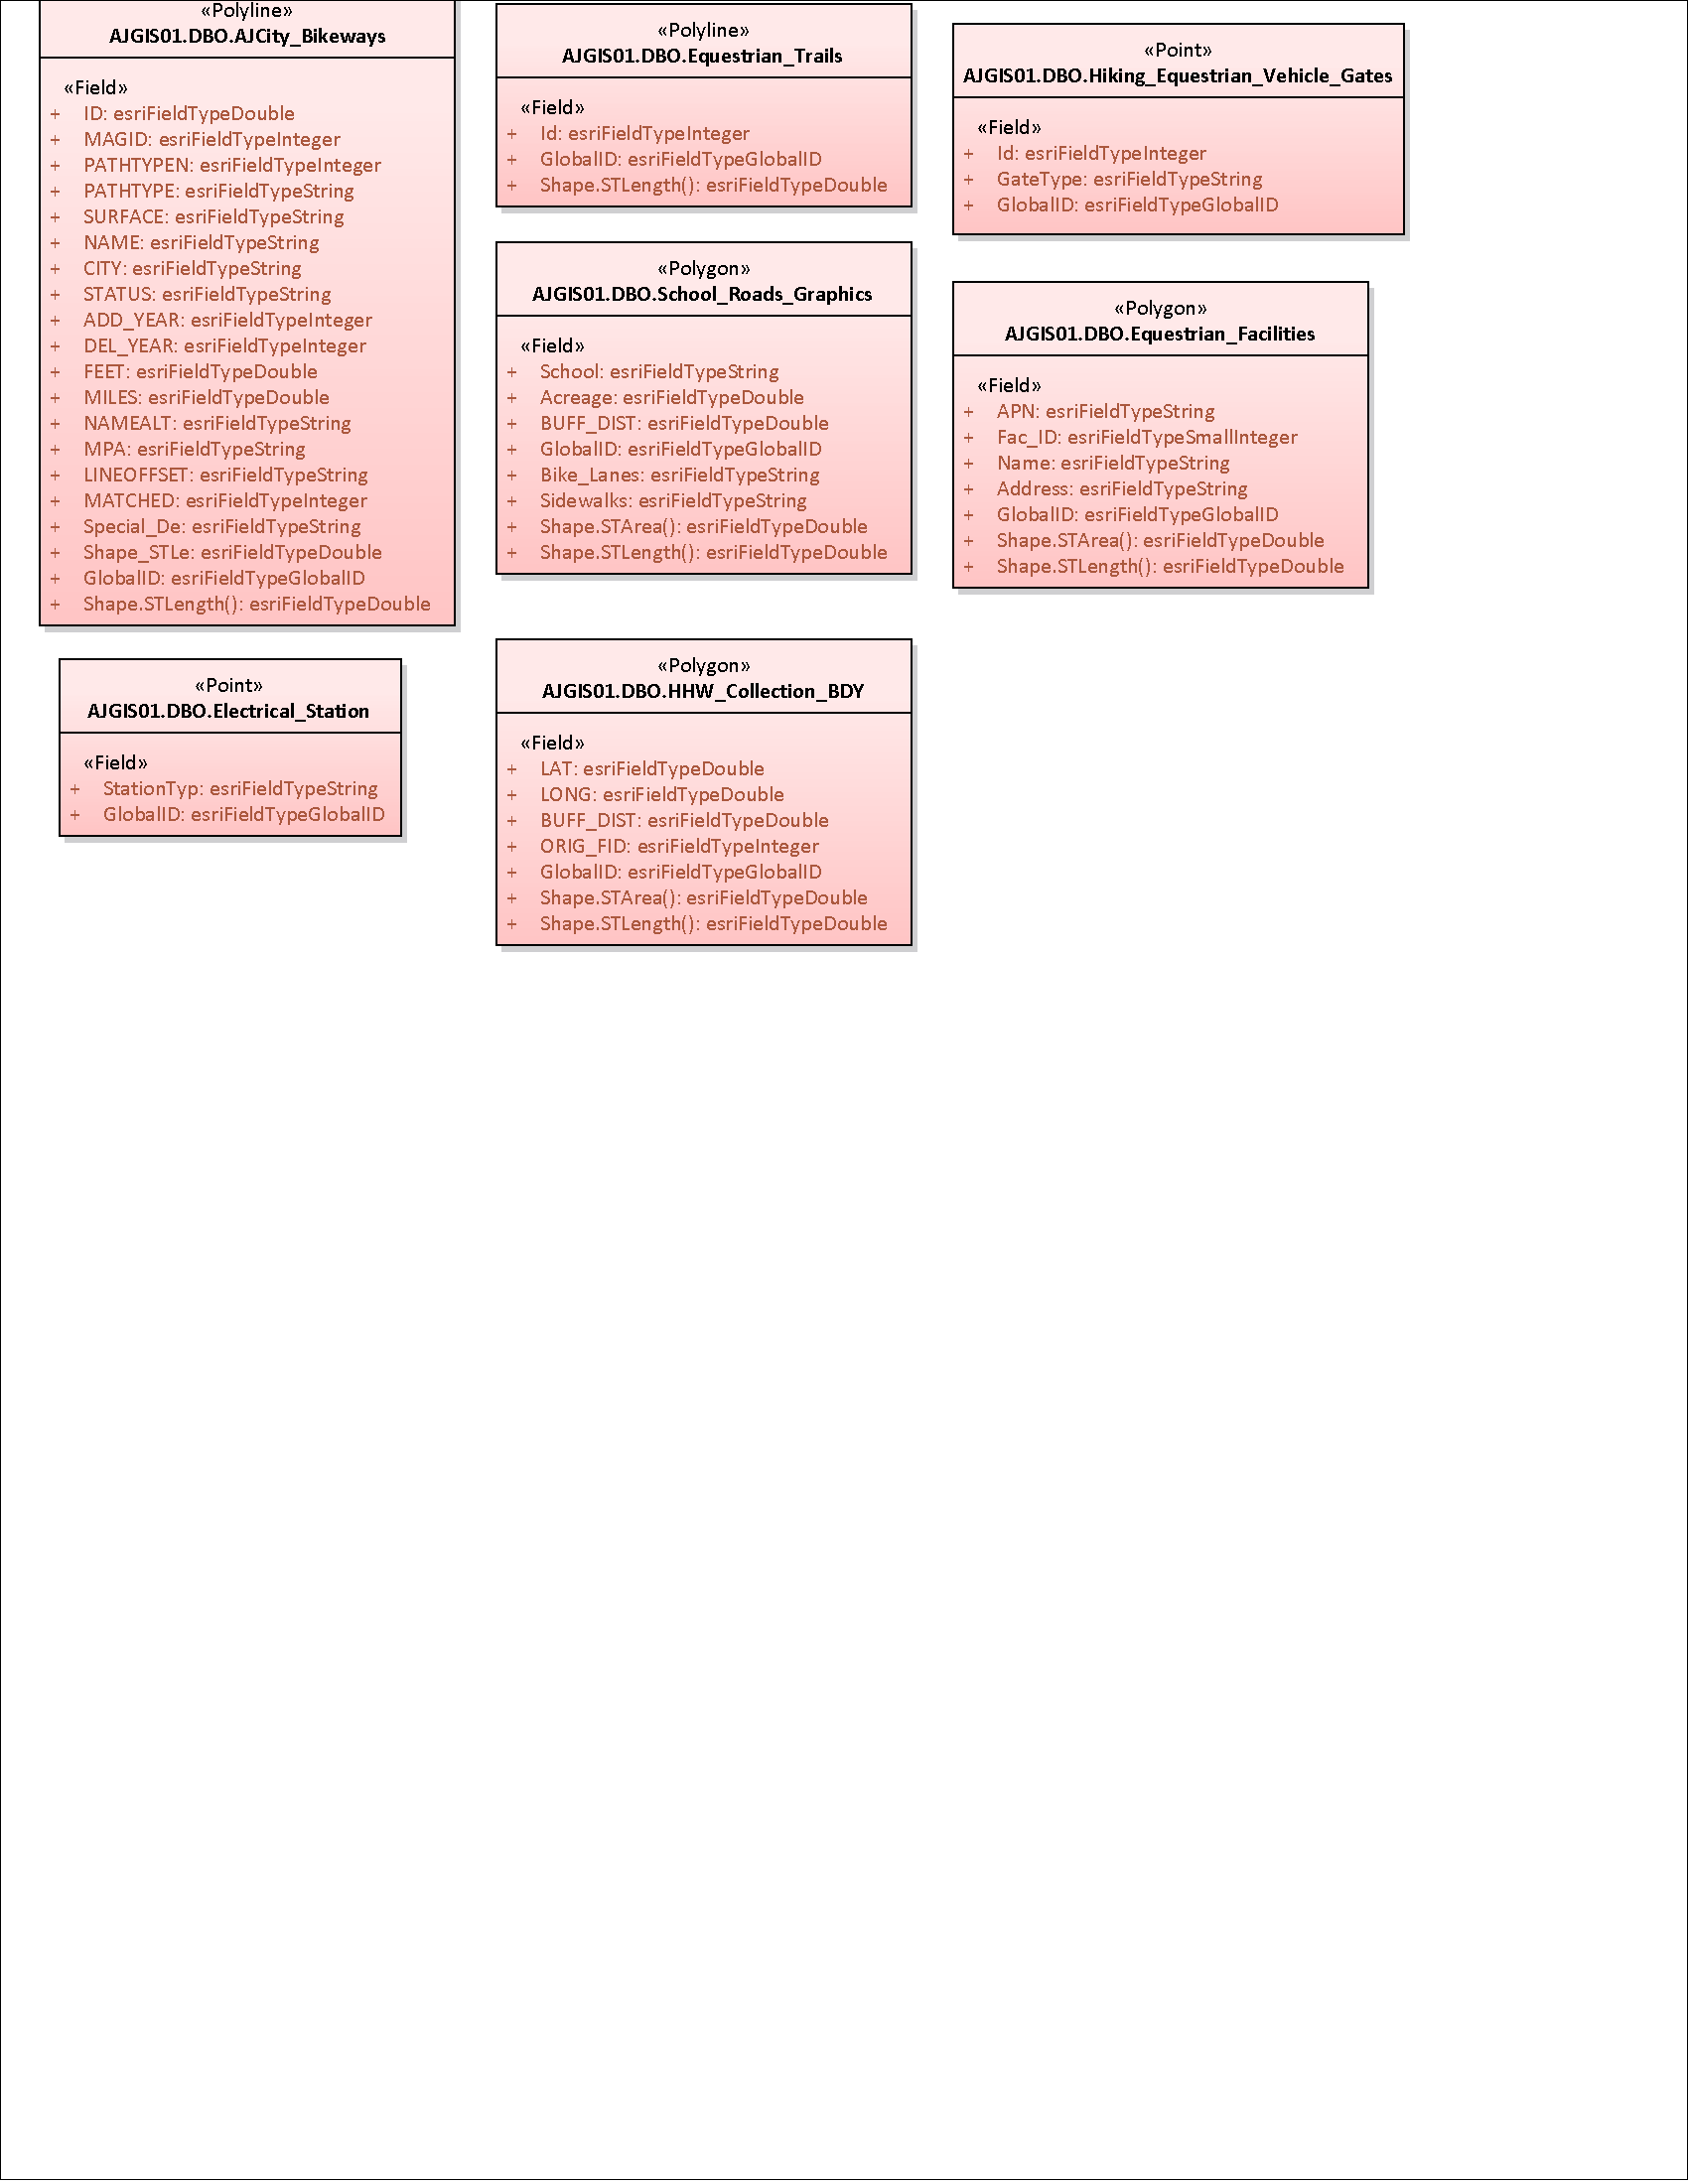 «Polyline»
AJGIS01.DBO.AJCity_Bikeways
«Field»
+ ID: esriFieldTypeDouble
+ MAGID: esriFieldTypeInteger
+ PATHTYPEN: esriFieldTypeInteger
+ PATHTYPE: esriFieldTypeString
+ SURFACE: esriFieldTypeString
+ NAME: esriFieldTypeString
+ CITY: esriFieldTypeString
+ STATUS: esriFieldTypeString
+ ADD_YEAR: esriFieldTypeInteger
+ DEL_YEAR: esriFieldTypeInteger
+ FEET: esriFieldTypeDouble
+ MILES: esriFieldTypeDouble
+ NAMEALT: esriFieldTypeString
+ MPA: esriFieldTypeString
+ LINEOFFSET: esriFieldTypeString
+ MATCHED: esriFieldTypeInteger
+ Special_De: esriFieldTypeString
+ Shape_STLe: esriFieldTypeDouble
+ GlobalID: esriFieldTypeGlobalID
+ Shape.STLength(): esriFieldTypeDouble
«Point»
AJGIS01.DBO.Electrical_Station
«Field»
+ StationTyp: esriFieldTypeString
+ GlobalID: esriFieldTypeGlobalID
«Polyline»
AJGIS01.DBO.Equestrian_Trails
«Field»
+ Id: esriFieldTypeInteger
+ GlobalID: esriFieldTypeGlobalID
+ Shape.STLength(): esriFieldTypeDouble
«Polygon»
AJGIS01.DBO.School_Roads_Graphics
«Field»
+ School: esriFieldTypeString
+ Acreage: esriFieldTypeDouble
+ BUFF_DIST: esriFieldTypeDouble
+ GlobalID: esriFieldTypeGlobalID
+ Bike_Lanes: esriFieldTypeString
+ Sidewalks: esriFieldTypeString
+ Shape.STArea(): esriFieldTypeDouble
+ Shape.STLength(): esriFieldTypeDouble
«Polygon»
AJGIS01.DBO.HHW_Collection_BDY
«Field»
+ LAT: esriFieldTypeDouble
+ LONG: esriFieldTypeDouble
+ BUFF_DIST: esriFieldTypeDouble
+ ORIG_FID: esriFieldTypeInteger
+ GlobalID: esriFieldTypeGlobalID
+ Shape.STArea(): esriFieldTypeDouble
+ Shape.STLength(): esriFieldTypeDouble
«Point»
AJGIS01.DBO.Hiking_Equestrian_Vehicle_Gates
«Field»
+ Id: esriFieldTypeInteger
+ GateType: esriFieldTypeString
+ GlobalID: esriFieldTypeGlobalID
«Polygon»
AJGIS01.DBO.Equestrian_Facilities
«Field»
+ APN: esriFieldTypeString
+ Fac_ID: esriFieldTypeSmallInteger
+ Name: esriFieldTypeString
+ Address: esriFieldTypeString
+ GlobalID: esriFieldTypeGlobalID
+ Shape.STArea(): esriFieldTypeDouble
+ Shape.STLength(): esriFieldTypeDouble